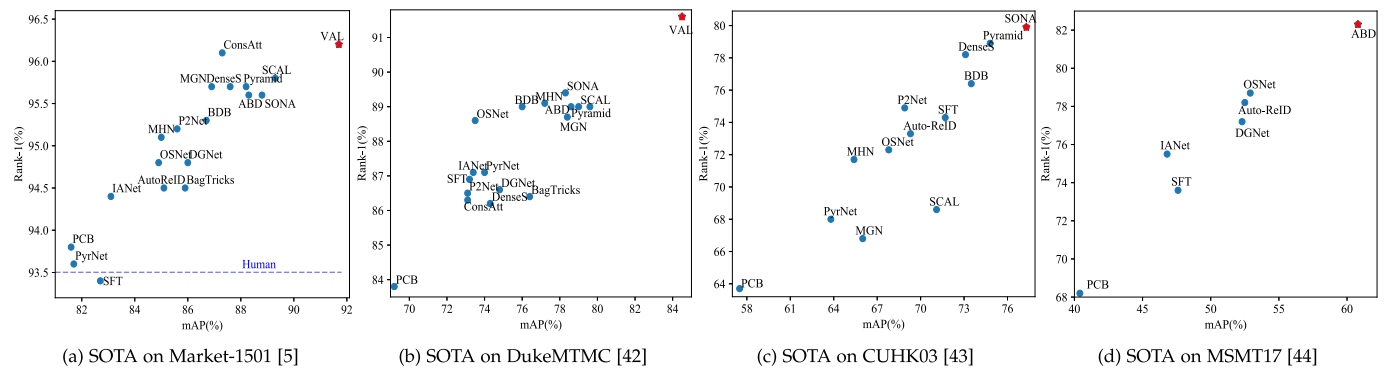 96.5
96.0
95.5
95.0
94.5
94.0
93.5
Rank-1(%)
VAL
ConsAtt
SCAL
MGN DenseS Pyramid
ABD SONA
BDB
P2Net
MHN
OSNet DGNet
AutoReID BagTricks
IANet
PCB
PyrNet
Human
SFT
82 84 86 88 90 92
mAP(%)
(a) SOTA on Market-1501 [5]
91
90
89
88
87
86
85
84
Rank-1(%)
VAL
SONA
BDB MHN SCAL
ABD Pyramid
OSNet
MGN
IANet PyrNet
SFT
P2Net DGNet
DenseS BagTricks
ConsAtt
PCB
70 72 74 76 78 80 82 84
mAP(%)
(b) SOTA on DukeMTMC [42]
80
78
76
74
72
70
68
66
64
Rank-1(%)
SONA
Pyramid
DenseS
BDB
P2Net
SFT
Auto-ReID
OSNet
MHN
SCAL
PyrNet
MGN
PCB
58 61 64 67 70 73 76
mAP(%)
(c) SOTA on CUHK03 [43]
82
80
78
76
74
72
70
68
Rank-1(%)
ABD
OSNet
Auto-ReID
DGNet
IANet
SFT
PCB
40 45 50 55 60
mAP(%)
(d) SOTA on MSMT17 [44]